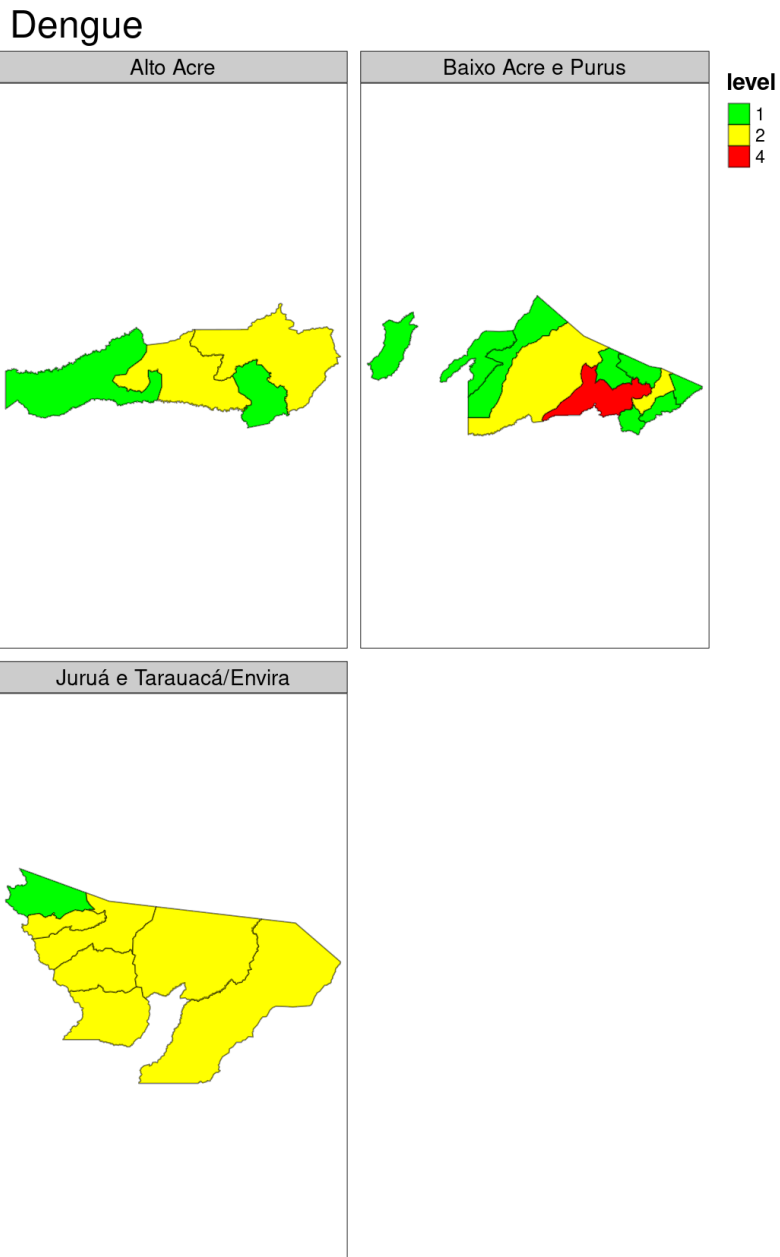 Dengue
Alto Acre
Baixo Acre e Purus
level
1
2
4
Juruá e Tarauacá/Envira